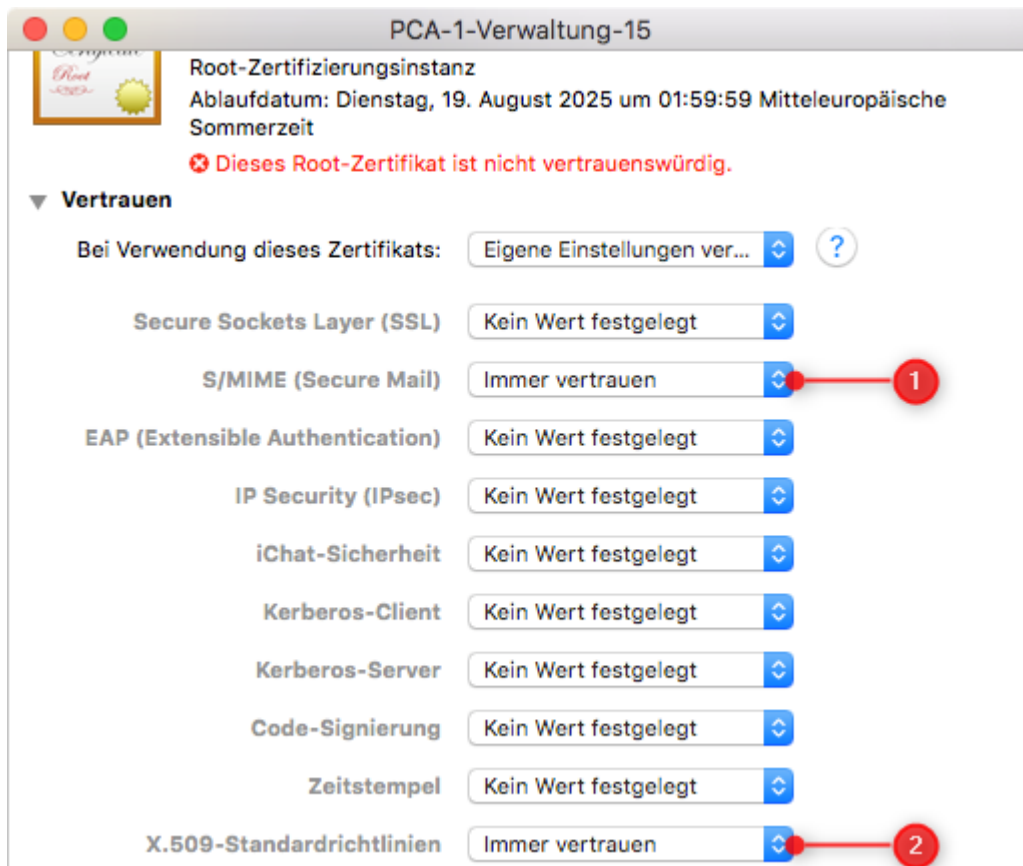 PCA-1-Verwaltung-15
Certificate
Root
Root-Zertifizierungsinstanz
Ablaufdatum: Dienstag, 19. August 2025 um 01:59:59 Mitteleuropäische
Sommerzeit
Dieses Root-Zertifikat ist nicht vertrauenswürdig.
Vertrauen
Bei Verwendung dieses Zertifikats: Eigene Einstellungen ver... ?
Secure Sockets Layer (SSL) Kein Wert festgelegt
S/MIME (Secure Mail) Immer vertrauen 1
EAP (Extensible Authentication) Kein Wert festgelegt
IP Security (IPsec) Kein Wert festgelegt
iChat-Sicherheit Kein Wert festgelegt
Kerberos-Client Kein Wert festgelegt
Kerberos-Server Kein Wert festgelegt
Code-Signierung Kein Wert festgelegt
Zeitstempel Kein Wert festgelegt
X.509-Standardrichtlinien Immer vertrauen 2